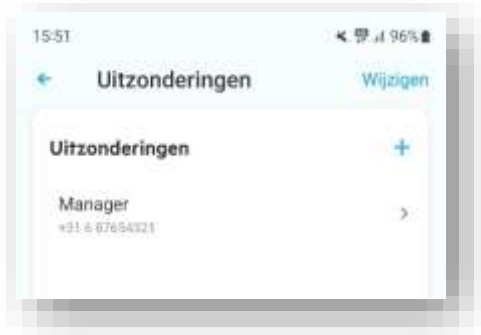 15:51 96%
Uitzonderingen Wijzigen
Uitzonderingen +
Manager
+31 6 87654321